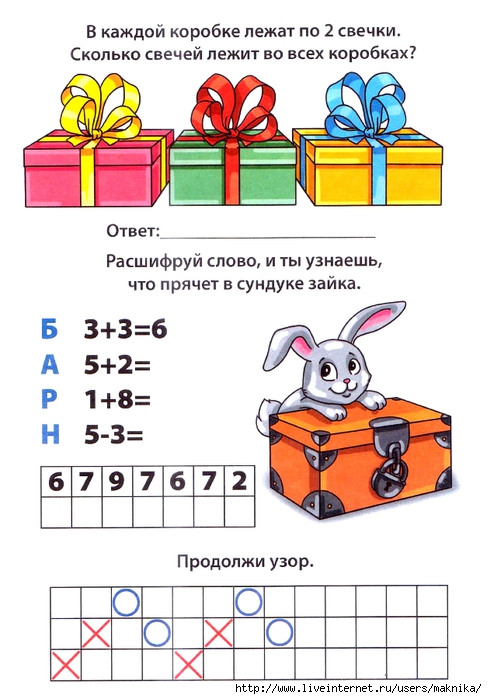 В каждой коробке лежат по 2 свечки.
Сколько свечей лежит во всех коробках?
Ответ:_______________________
Расшифруй слово, и ты узнаешь,
что прячет в сундуке зайка.
Б 3+3=6
А 5+2=
Р 1+8=
Н 5-3=
6 7 9 7 6 7 2
Продолжи узор.
http://www.liveinternet.ru/users/maknika/